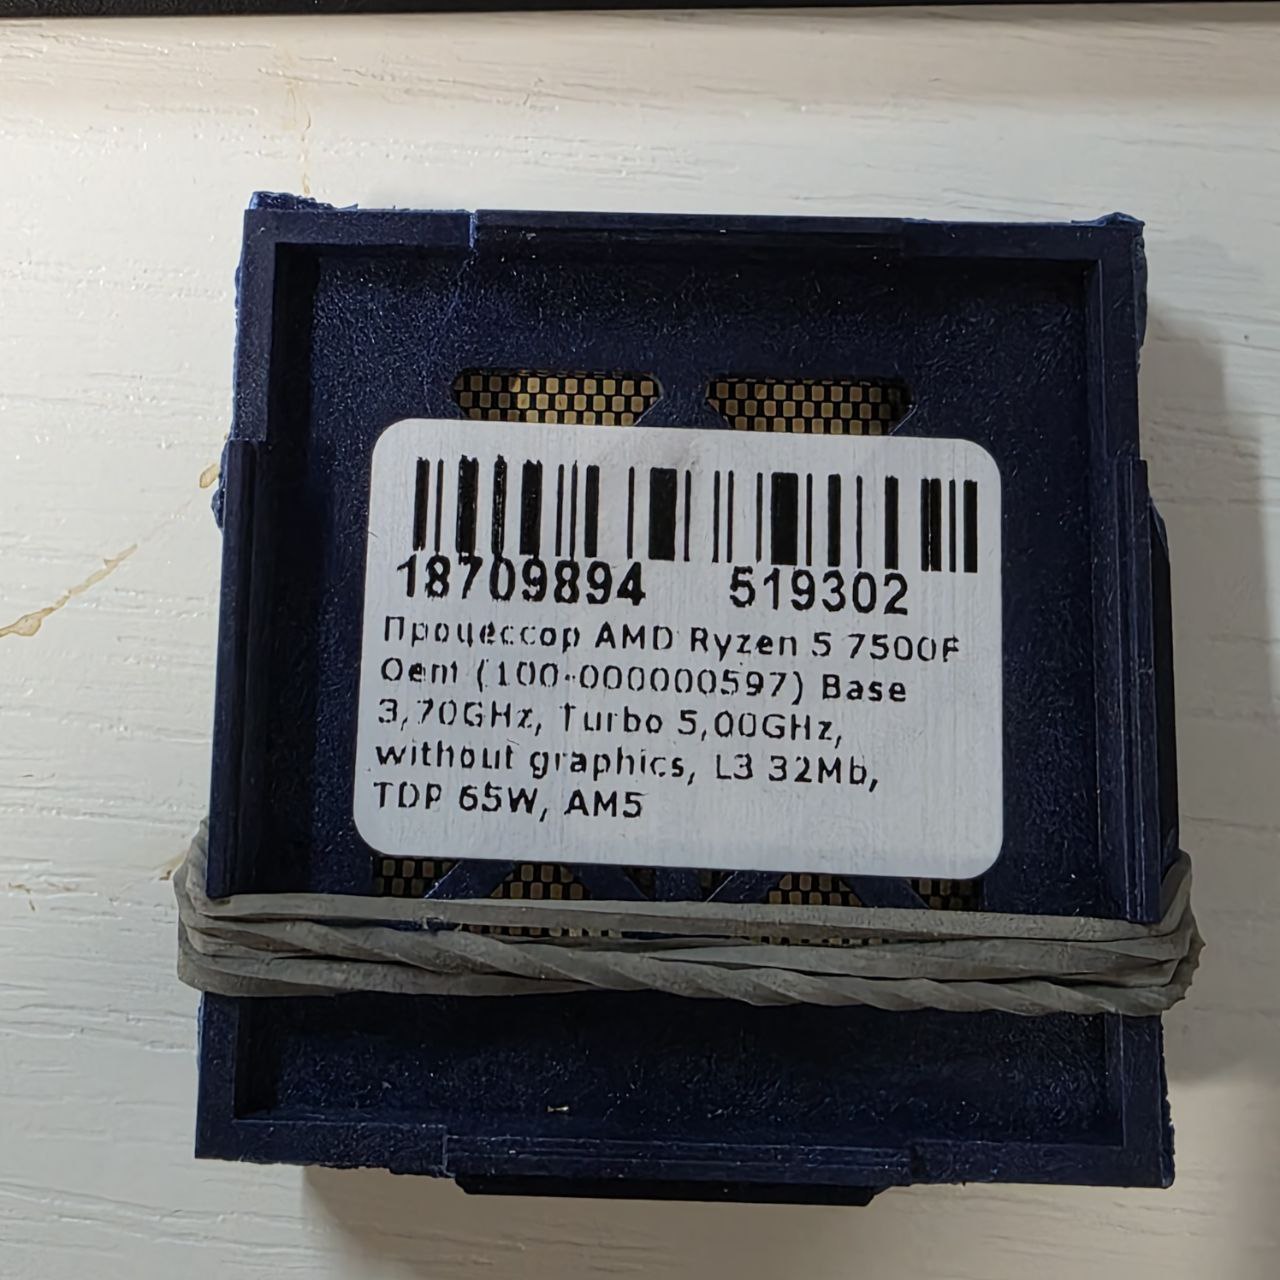 18709894 519302
Процессор AMD Ryzen 5 7500F
Oem (100-000000597) Base
3,70GHz, Turbo 5,00GHz,
without graphics, L3 32Mb,
TDP 65W, AM5